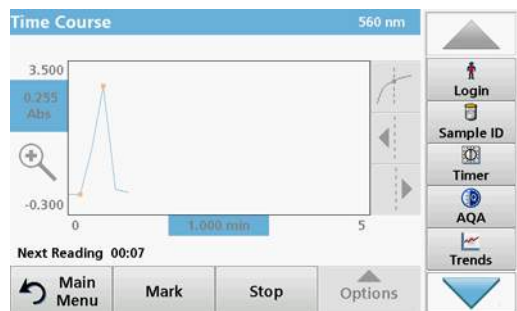 Time Course 560 nm
3.500
0.255
Abs
-0.300
0 1.000 min 5
Next Reading 00:07
Main
Menu
Mark
Stop
Options
Login
Sample ID
Timer
AQA
Trends